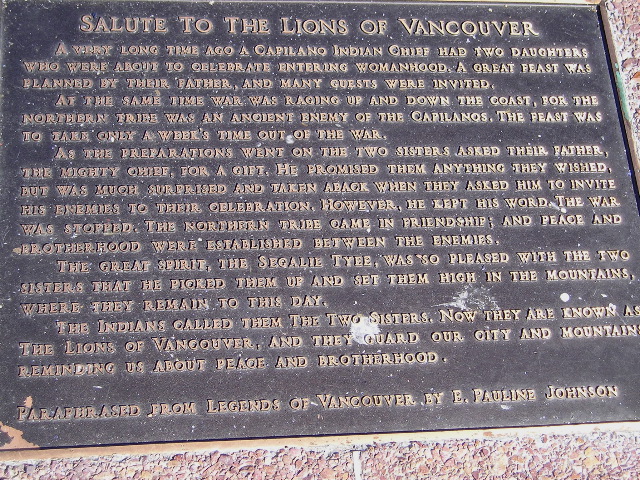 SALUTE TO THE LIONS OF VANCOUVER
A VERY LONG TIME AGO A CAPILANO INDIAN CHIEF HAD TWO DAUGHTERS
WHO WERE ABOUT TO CELEBRATE ENTERING WOMANHOOD. A GREAT FEAST WAS
PLANNED BY THEIR FATHER, AND MANY GUESTS WERE INVITED.
AT THE SAME TIME WAR WAS RAGING UP AND DOWN THE COAST, FOR THE
NORTHERN TRIBE WAS AN ANCIENT ENEMY OF THE CAPILANOS. THE FEAST WAS
TO TAKE ONLY A WEEK'S TIME OUT OF THE WAR.
AS THE PREPARATIONS WENT ON THE TWO SISTERS ASKED THEIR FATHER,
THE MIGHTY CHIEF, FOR A GIFT. HE PROMISED THEM ANYTHING THEY WISHED,
BUT WAS MUCH SURPRISED AND TAKEN ABACK WHEN THEY ASKED HIM TO INVITE
HIS ENEMIES TO THEIR CELEBRATION. HOWEVER, HE KEPT HIS WORD. THE WAR
WAS STOPPED. THE NORTHERN TRIBE CAME IN FRIENDSHIP; AND PEACE AND
BROTHERHOOD WERE ESTABLISHED BETWEEN THE ENEMIES.
THE GREAT SPIRIT, THE SEGALIE TYEE, WAS SO PLEASED WITH THE TWO
SISTERS THAT HE PICKED THEM UP AND SET THEM HIGH IN THE MOUNTAINS,
WHERE THEY REMAIN TO THIS DAY.
THE INDIANS CALLED THEM THE TWO SISTERS. NOW THEY ARE KNOWN AS
THE LIONS OF VANCOUVER, AND THEY GUARD OUR CITY AND MOUNTAINS
REMINDING US ABOUT PEACE AND BROTHERHOOD.
PARAPHRASED FROM LEGENDS OF VANCOUVER BY E. PAULINE JOHNSON